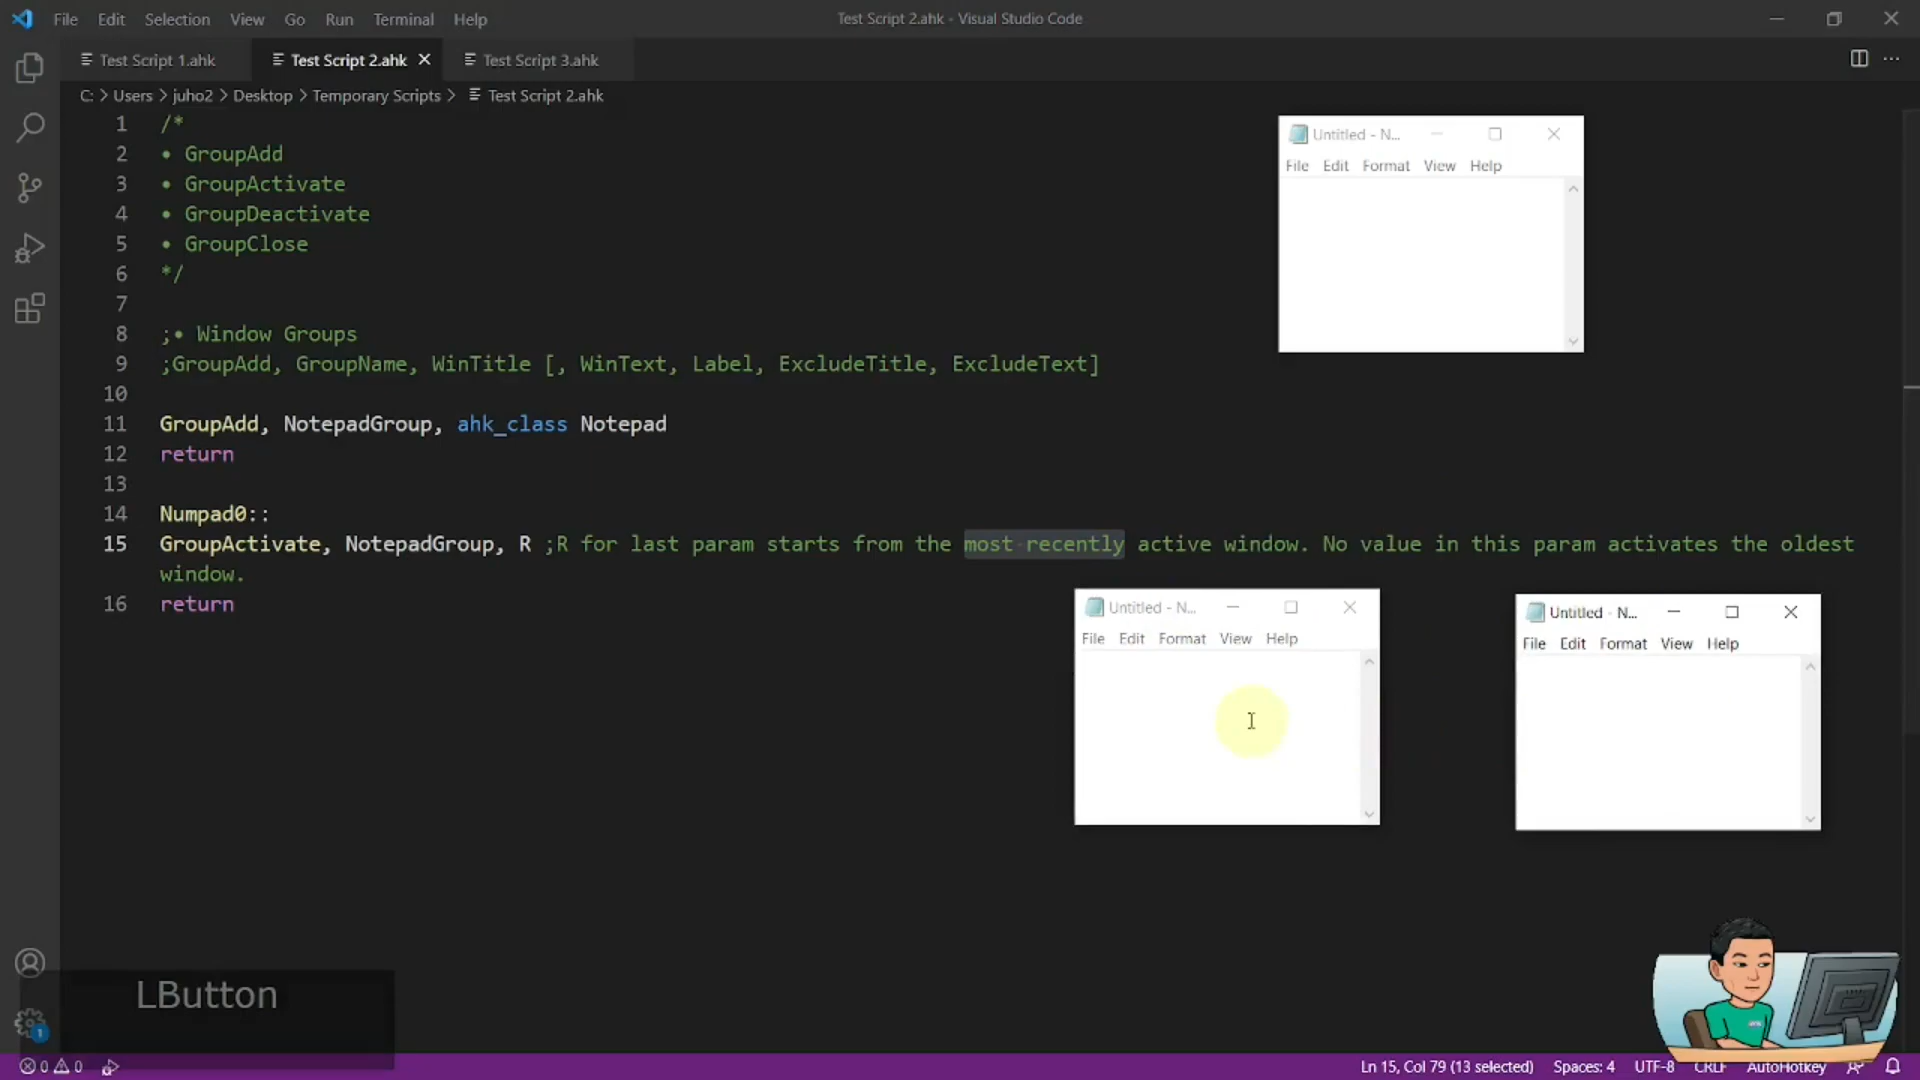 File Edit Selection View Go Run Terminal Help
Test Script 2.ahk - Visual Studio Code
Test Script 1.ahk
Test Script 2.ahk
Test Script 3.ahk
C: > Users > juho2 > Desktop > Temporary Scripts > Test Script 2.ahk
1 /*
2 • GroupAdd
3 • GroupActivate
4 • GroupDeactivate
5 • GroupClose
6 */
7
8 ;• Window Groups
9 ;GroupAdd, GroupName, WinTitle [, WinText, Label, ExcludeTitle, ExcludeText]
10
11 GroupAdd, NotepadGroup, ahk_class Notepad
12 return
13
14 Numpad0::
15 GroupActivate, NotepadGroup, R ;R for last param starts from the most recently active window. No value in this param activates the oldest
window.
16 return
Untitled - N...
File Edit Format View Help
Untitled - N...
File Edit Format View Help
Untitled - N...
File Edit Format View Help
LButton
1
0 0
Ln 15, Col 79 (13 selected) Spaces: 4 UTF-8 CRLF AutoHotkey